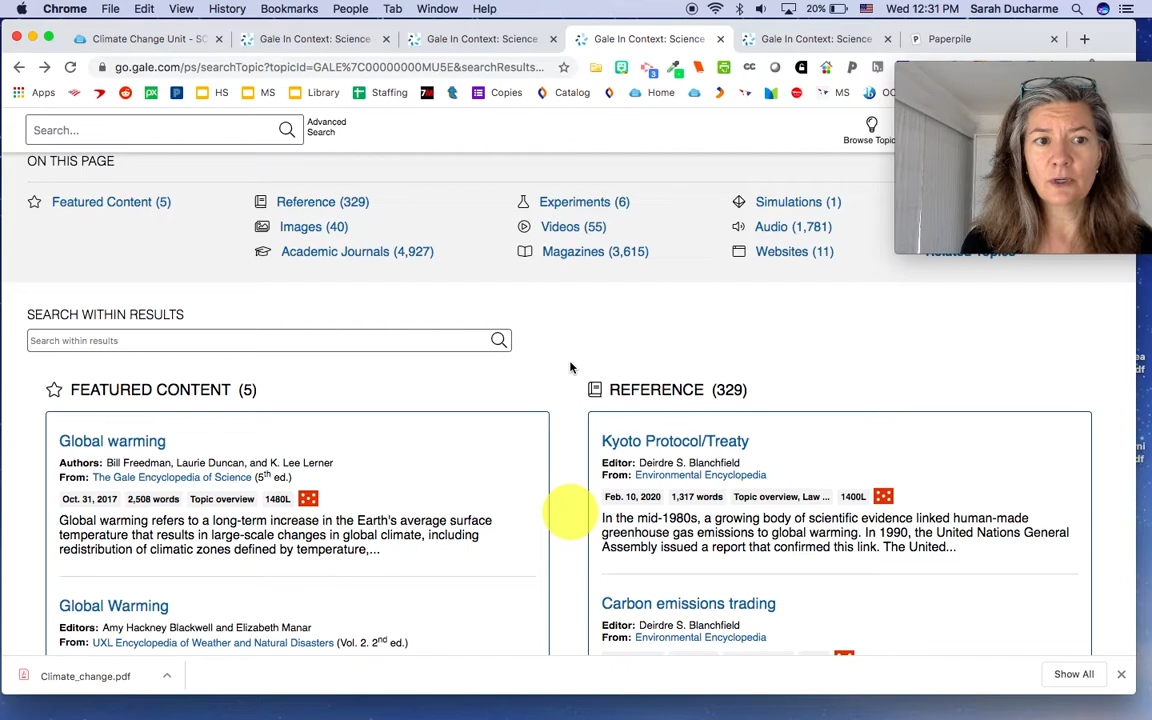 Chrome File Edit View History Bookmarks People Tab Window Help 20% Wed 12:31 PM Sarah Ducharme
Climate Change Unit - SC Gale In Context: Science Gale In Context: Science Gale In Context: Science Gale In Context: Science Paperpile
go.gale.com/ps/searchTopic?topicId=GALE%7C00000000MU5E&searchResults...
Apps HS MS Library Staffing Copies Catalog Home MS OC
Search... Advanced
Search
Browse Topi
ON THIS PAGE
Featured Content (5) Reference (329) Experiments (6) Simulations (1)
Images (40) Videos (55) Audio (1,781)
Academic Journals (4,927) Magazines (3,615) Websites (11) Related Topics
SEARCH WITHIN RESULTS
Search within results
FEATURED CONTENT (5)
Global warming
Authors: Bill Freedman, Laurie Duncan, and K. Lee Lerner
From: The Gale Encyclopedia of Science (5th ed.)
Oct. 31, 2017 2,508 words Topic overview 1480L
Global warming refers to a long-term increase in the Earth's average surface
temperature that results in large-scale changes in global climate, including
redistribution of climatic zones defined by temperature,...
Global Warming
Editors: Amy Hackney Blackwell and Elizabeth Manar
From: UXL Encyclopedia of Weather and Natural Disasters (Vol. 2. 2nd ed.)
REFERENCE (329)
Kyoto Protocol/Treaty
Editor: Deirdre S. Blanchfield
From: Environmental Encyclopedia
Feb. 10, 2020 1,317 words Topic overview, Law ... 1400L
In the mid-1980s, a growing body of scientific evidence linked human-made
greenhouse gas emissions to global warming. In 1990, the United Nations General
Assembly issued a report that confirmed this link. The United...
Carbon emissions trading
Editor: Deirdre S. Blanchfield
From: Environmental Encyclopedia
Climate_change.pdf Show All